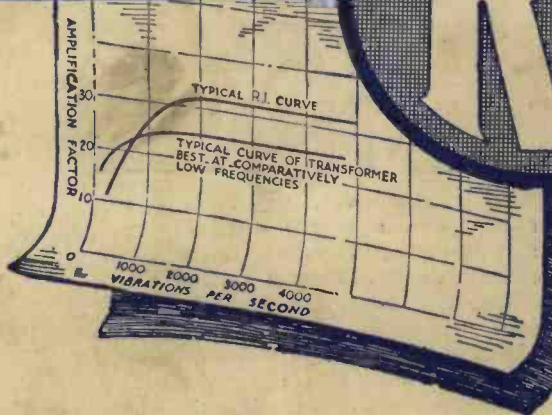 AMPLIFICATION FACTOR
30
20
10
0
TYPICAL R.I. CURVE
TYPICAL CURVE OF TRANSFORMER
BEST AT COMPARATIVELY
LOW FREQUENCIES
1000
2000
3000
4000
VIBRATIONS PER SECOND